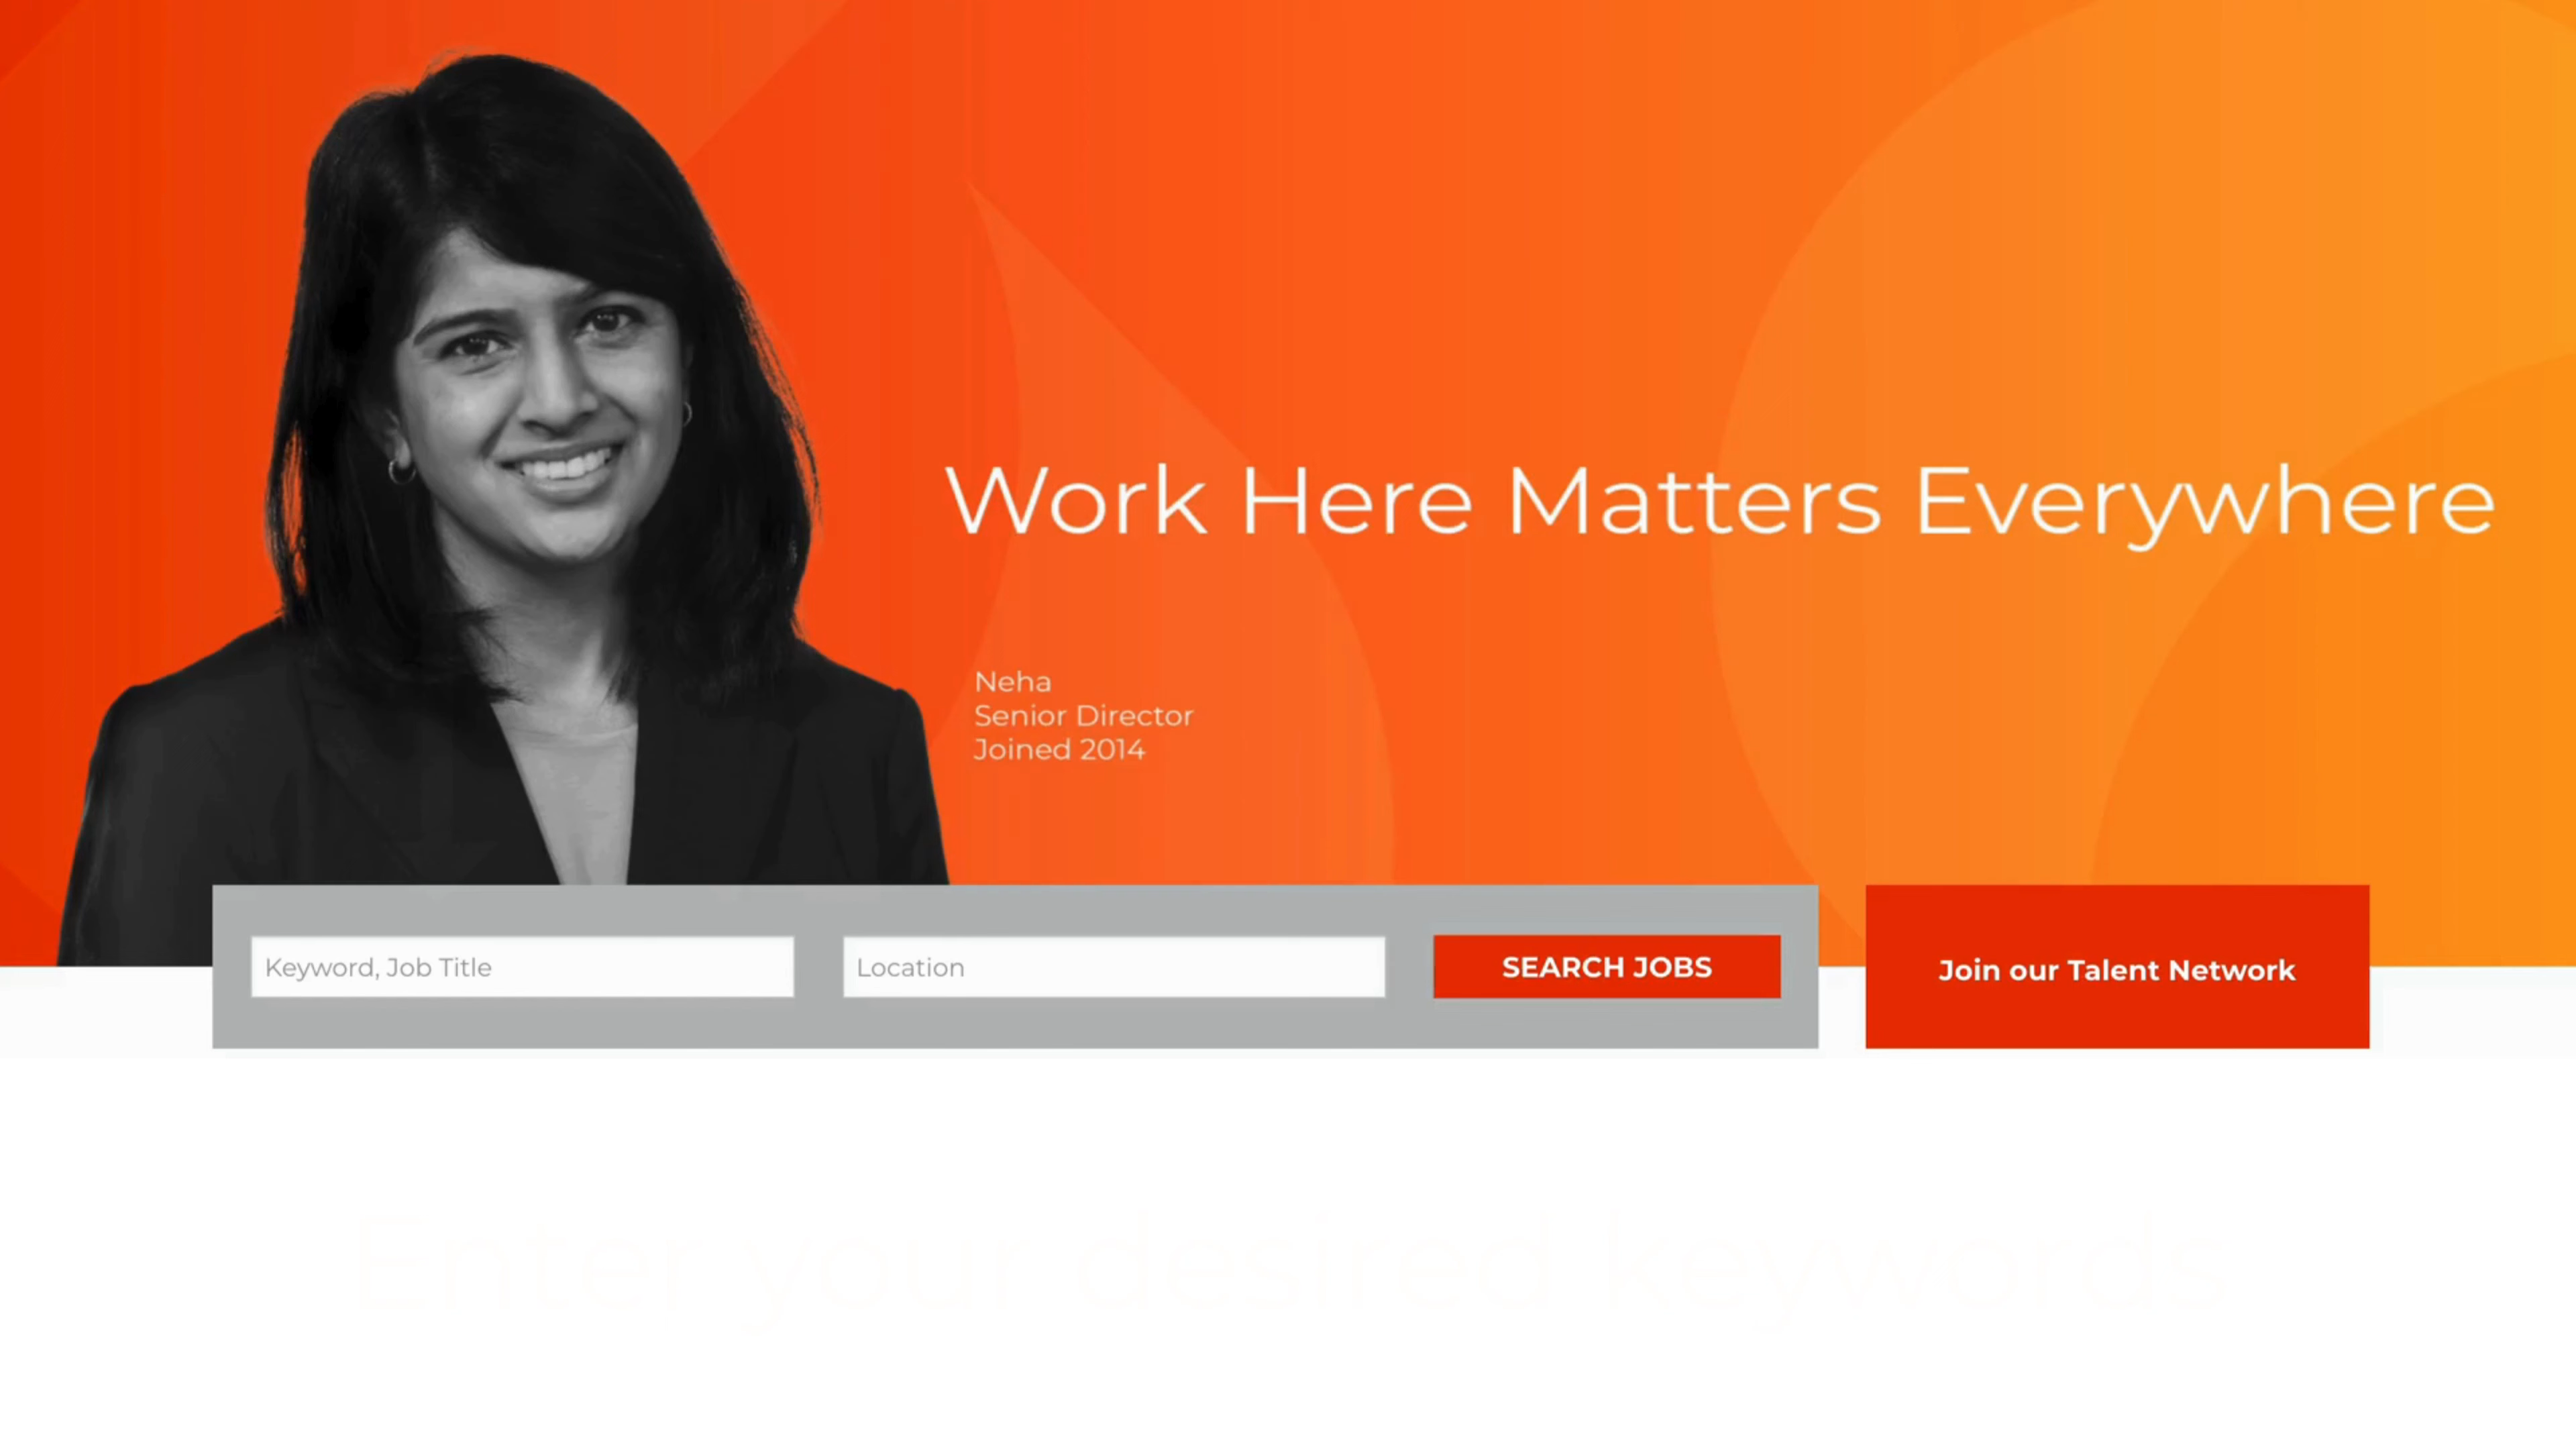 Work Here Matters Everywhere
Neha
Senior Director
Joined 2014
Keyword, Job Title
Location
SEARCH JOBS
Join our Talent Network
Enter your desired keywords